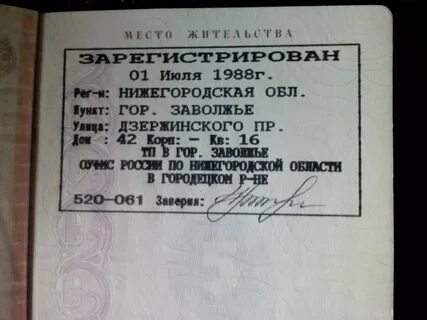 МЕСТО ЖИТЕЛЬСТВА
ЗАРЕГИСТРИРОВАН
01 Июля 1988г.
Рег-н: НИЖЕГОРОДСКАЯ ОБЛ.
Пункт: ГОР. ЗАВОЛЖЬЕ
Улица: ДЗЕРЖИНСКОГО ПР.
Дом : 42 Корп: - Кв: 16
ТП В ГОР. ЗАВОЛЖЬЕ
ОУФМС РОССИИ ПО НИЖЕГОРОДСКОЙ ОБЛАСТИ
В ГОРОДЕЦКОМ Р-НЕ
520-061 Заверил: